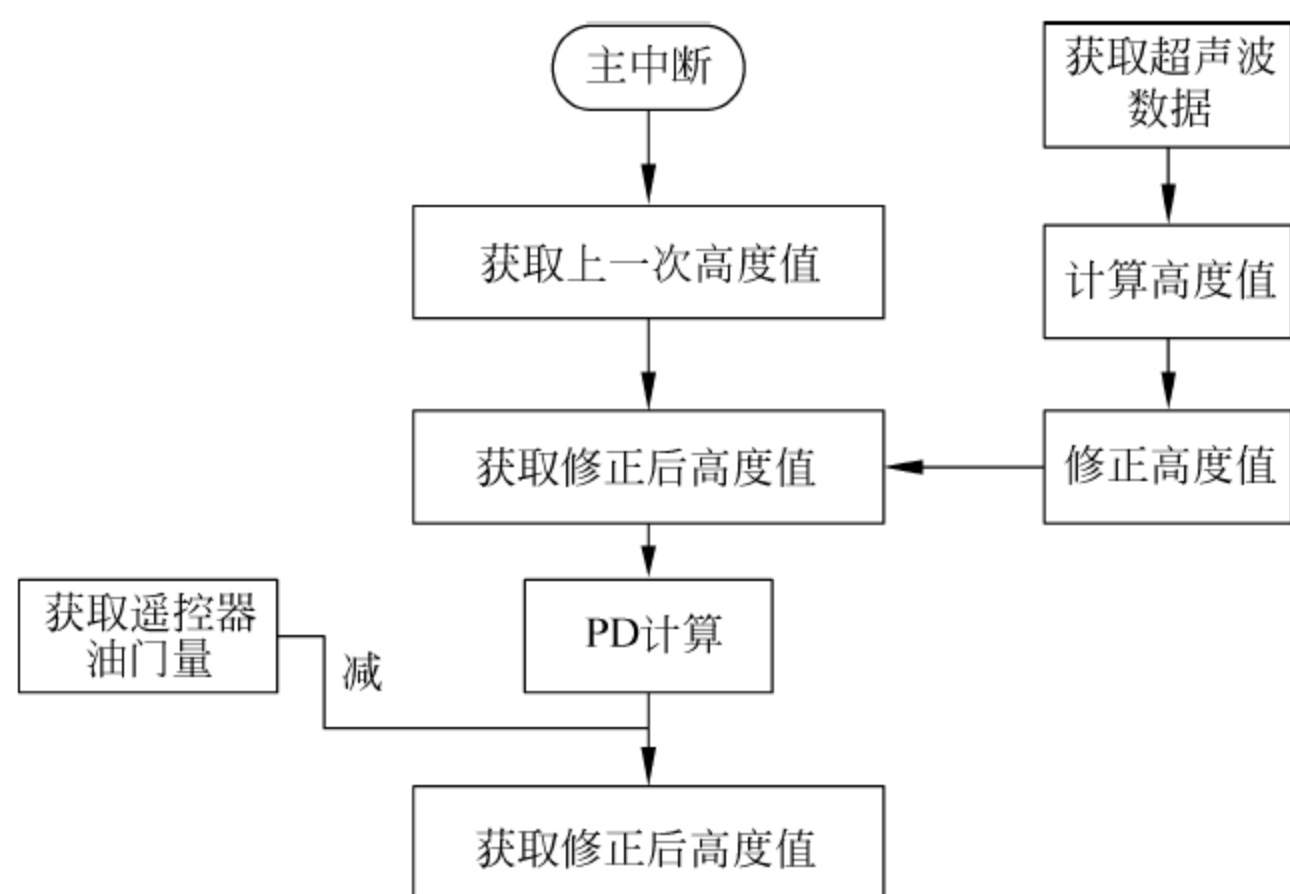 主中断
获取超声波
数据
获取上一次高度值
计算高度值
获取修正后高度值
修正高度值
获取遥控器
油门量
减
PD计算
获取修正后高度值